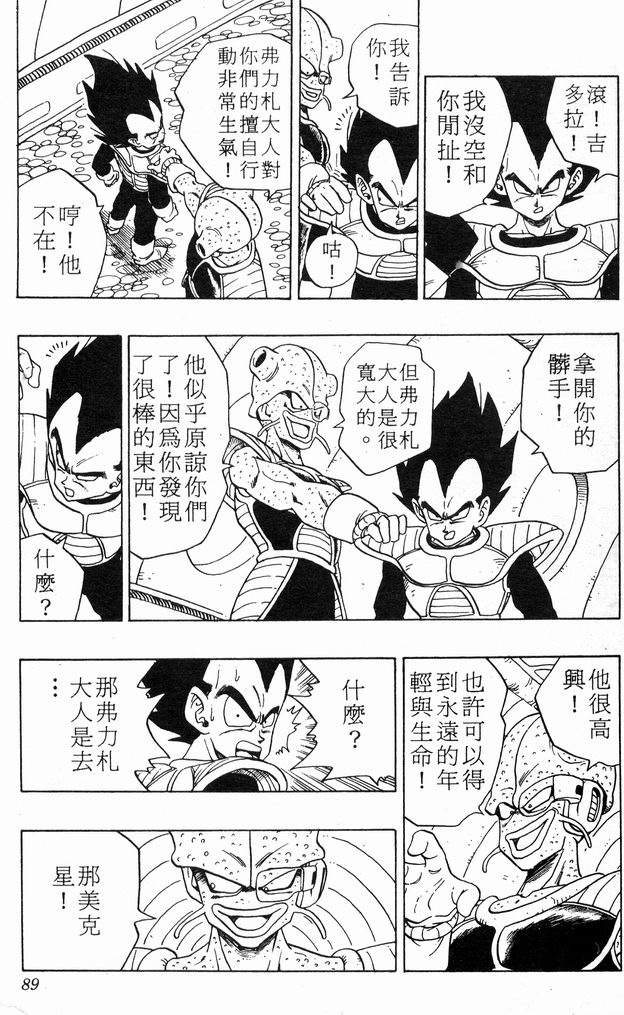 滾！吉
多拉！
我沒空和
你閒扯！
我告訴
你！
咕！
弗力札大人對
你們的擅自行
動非常生氣！
哼！他
不在！
拿開你的
髒手！
但弗力札
大人是很
寬大的。
他似乎原諒你們
了！因爲你發現
了很棒的東西！
什麼？
他很高
興！
也許可以得
到永遠的年
輕與生命！
什麼？
那弗力札
大人是去
…
那美克
星！
89